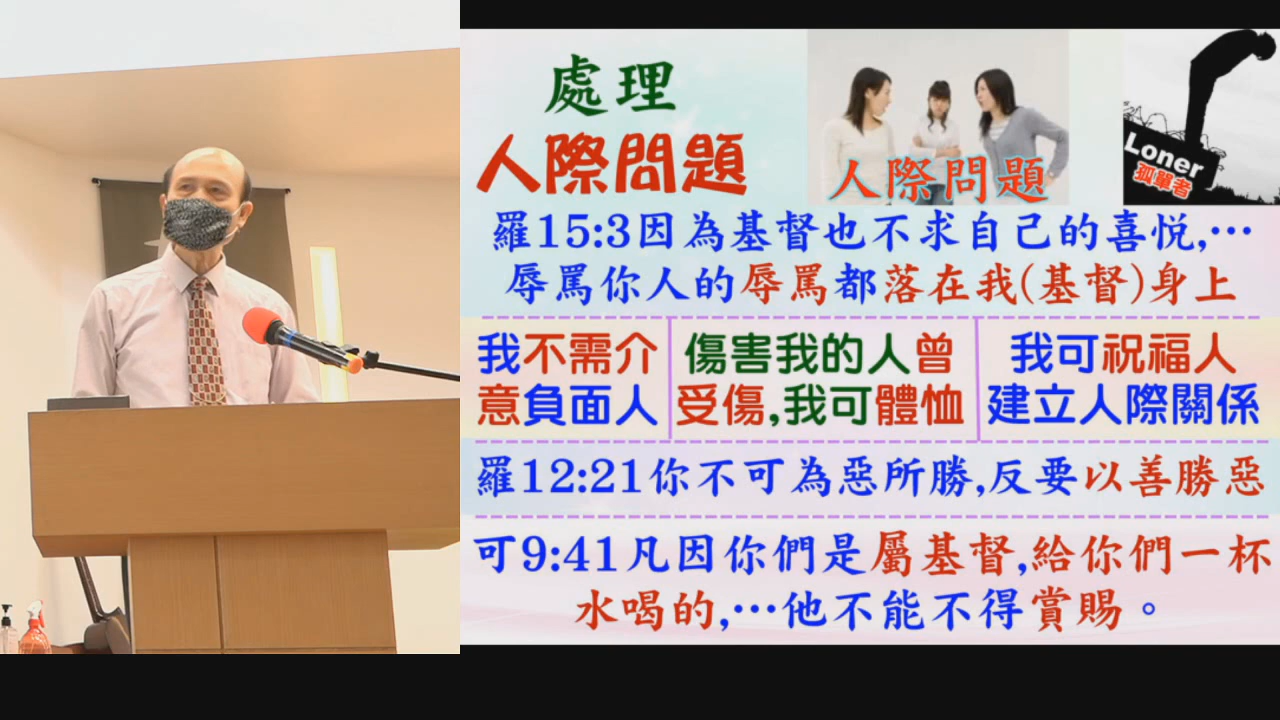 處理
人際問題
人際問題
Loner
孤單者
羅15:3因為基督也不求自己的喜悅,…
辱罵你人的辱罵都落在我(基督)身上
我不需介
意負面人
傷害我的人曾
受傷,我可體恤
我可祝福人
建立人際關係
羅12:21你不可為惡所勝,反要以善勝惡
可9:41凡因你們是屬基督,給你們一杯
水喝的,…他不能不得賞賜。